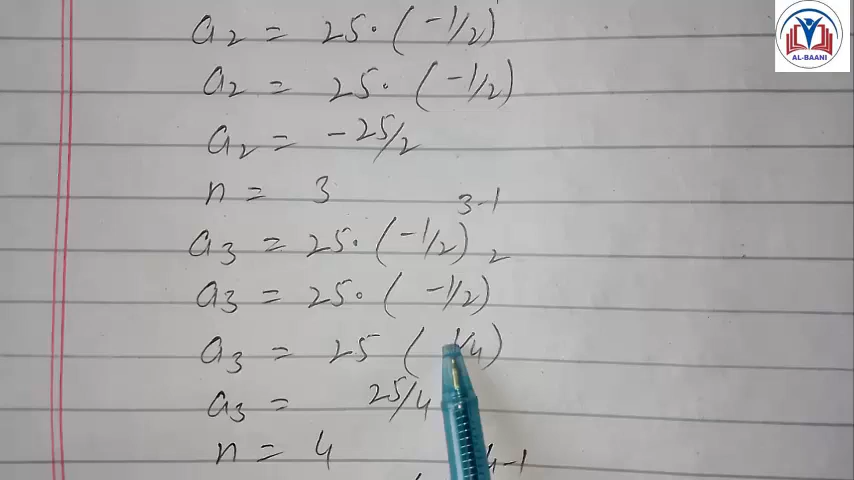 AL-BAANI
a₂ = 25·(-1/2)
a₂ = 25·(-1/2)
a₂ = -25/2
n = 3
a₃ = 25·(-1/2)³⁻¹
a₃ = 25·(-1/2)²
a₃ = 25 (1/4)
a₃ = 25/4
n = 4
4-1